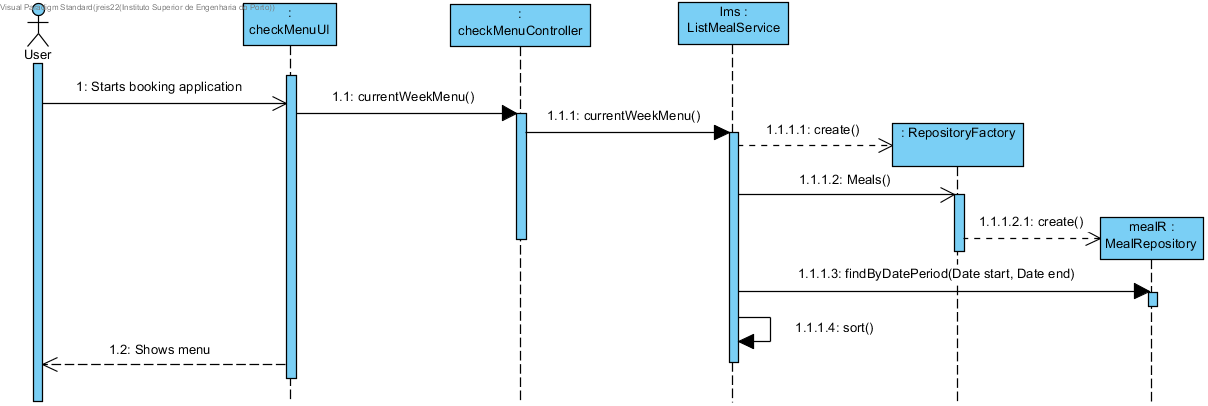 Visual Paradigm Standard(jreis22(Instituto Superior de Engenharia do Porto))
User
:
checkMenuUI
:
checkMenuController
lms :
ListMealService
1: Starts booking application
1.1: currentWeekMenu()
1.1.1: currentWeekMenu()
1.1.1.1: create()
: RepositoryFactory
1.1.1.2: Meals()
1.1.1.2.1: create()
mealR :
MealRepository
1.1.1.3: findByDatePeriod(Date start, Date end)
1.1.1.4: sort()
1.2: Shows menu